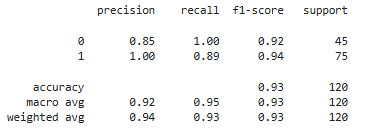 precision recall f1-score support
0 0.85 1.00 0.92 45
1 1.00 0.89 0.94 75
accuracy 0.93 120
macro avg 0.92 0.95 0.93 120
weighted avg 0.94 0.93 0.93 120